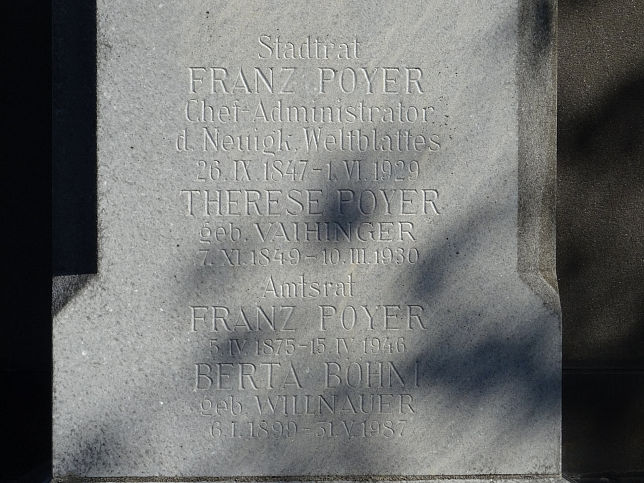 Stadtrat
FRANZ POYER
Chef-Administrator
d. Neuigk. Weltblattes
26.IX.1847-1.VI.1929
THERESE POYER
geb. VAIHINGER
7.XI.1849-10.III.1930
Amtsrat
FRANZ POYER
5.IV.1875-15.IV.1946
BERTA BÖHM
geb. WILLNAUER
6.I.1899-31.V.1987